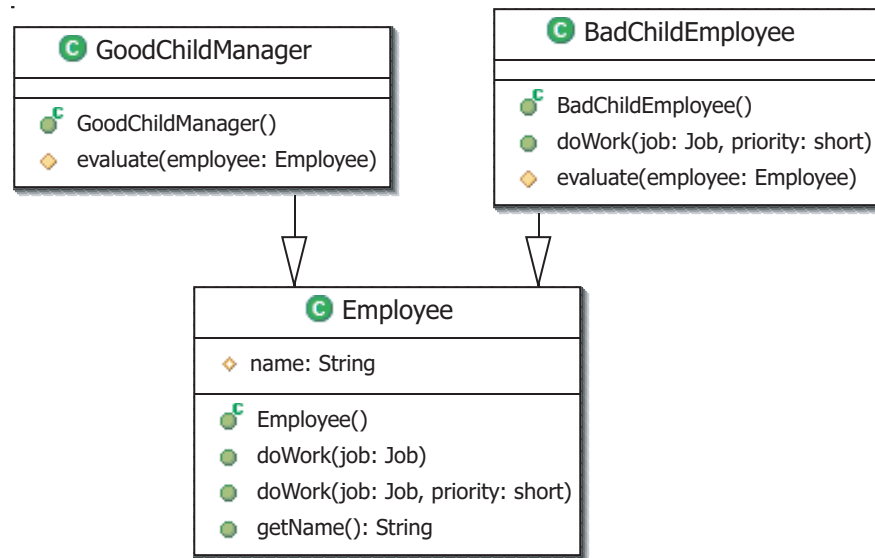 C GoodChildManager
C GoodChildManager()
evaluate(employee: Employee)
C BadChildEmployee
C BadChildEmployee()
doWork(job: Job, priority: short)
evaluate(employee: Employee)
C Employee
name: String
C Employee()
doWork(job: Job)
doWork(job: Job, priority: short)
getName(): String